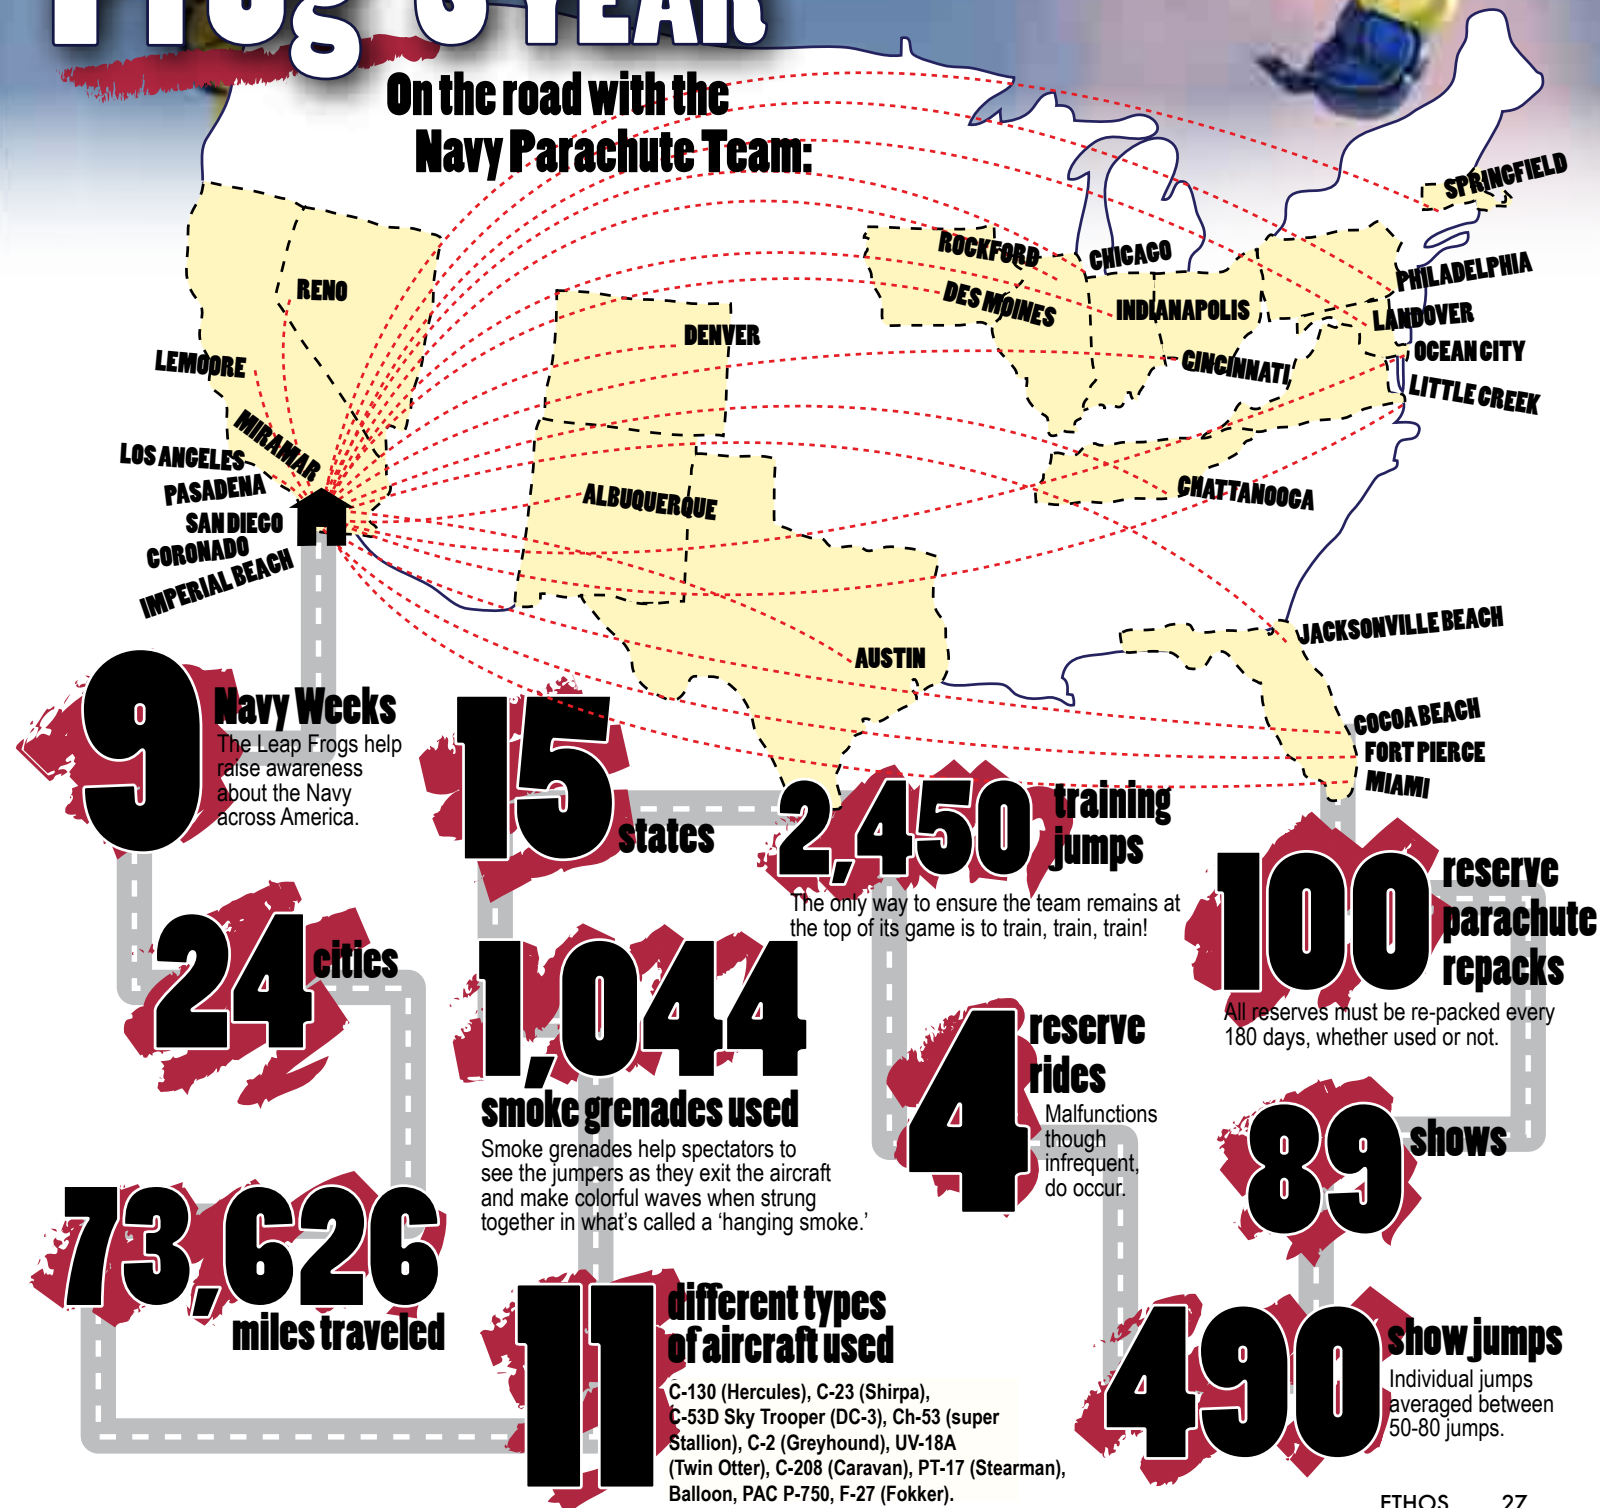 Frog's YEAR
On the road with the
Navy Parachute Team:
SPRINGFIELD
ROCKFORD
CHICAGO
PHILADELPHIA
RENO
DES MOINES
INDIANAPOLIS
LANDOVER
DENVER
OCEAN CITY
LEMOORE
CINCINNATI
LITTLE CREEK
MIRAMAR
LOS ANGELES
PASADENA
ALBUQUERQUE
CHATTANOOGA
SAN DIEGO
CORONADO
IMPERIAL BEACH
JACKSONVILLE BEACH
AUSTIN
COCOA BEACH
FORT PIERCE
MIAMI
9
Navy Weeks
The Leap Frogs help
raise awareness
about the Navy
across America.
15
states
2,450
training
jumps
The only way to ensure the team remains at
the top of its game is to train, train, train!
100
reserve
parachute
repacks
All reserves must be re-packed every
180 days, whether used or not.
24
cities
1,044
smoke grenades used
Smoke grenades help spectators to
see the jumpers as they exit the aircraft
and make colorful waves when strung
together in what's called a ‘hanging smoke.’
4
reserve
rides
Malfunctions
though
infrequent,
do occur.
89
shows
73,626
miles traveled
11
different types
of aircraft used
C-130 (Hercules), C-23 (Shirpa),
C-53D Sky Trooper (DC-3), Ch-53 (super
Stallion), C-2 (Greyhound), UV-18A
(Twin Otter), C-208 (Caravan), PT-17 (Stearman),
Balloon, PAC P-750, F-27 (Fokker).
490
show jumps
Individual jumps
averaged between
50-80 jumps.
ETHOS 27